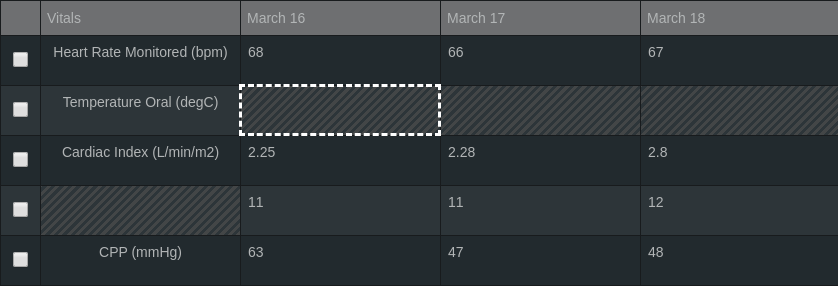 Vitals March 16 March 17 March 18
Heart Rate Monitored (bpm) 68 66 67
Temperature Oral (degC)
Cardiac Index (L/min/m2) 2.25 2.28 2.8
11 11 12
CPP (mmHg) 63 47 48